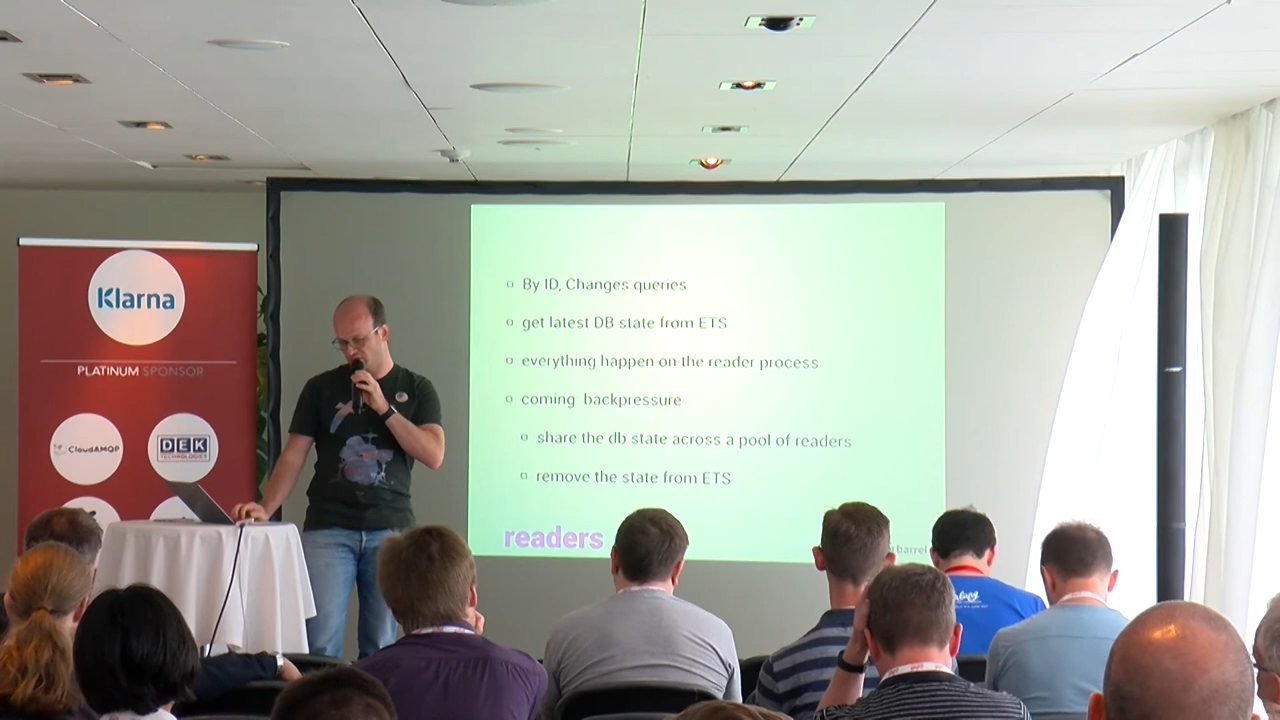 Klarna
PLATINUM SPONSOR
CloudAMQP
DEK
TECHNOLOGIES
By ID, Changes queries
get latest DB state from ETS
everything happen on the reader process
coming backpressure
share the db state across a pool of readers
remove the state from ETS
readers
barrel